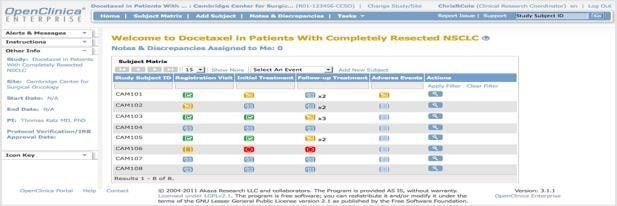 OpenClinica ENTERPRISE
Docetaxel in Patients With ... : Cambridge Center for Surgic... (R01-123456-CCSO) | Change Study/Site
ChrisRCole (Clinical Research Coordinator) en | Log Out
Home | Subject Matrix | Add Subject | Notes & Discrepancies | Tasks
Report Issue | Support Study Subject ID Go
Alerts & Messages
Instructions
Other Info
Study: Docetaxel in Patients With Completely Resected NSCLC
Site: Cambridge Center for Surgical Oncology
Start Date: N/A
End Date: N/A
PI: Thomas Katz MD, PhD
Protocol Verification/IRB Approval Date:
Icon Key
Welcome to Docetaxel in Patients With Completely Resected NSCLC
Notes & Discrepancies Assigned to Me: 0
Subject Matrix
15 Show More Select An Event Add New Subject
Study Subject ID Registration Visit Initial Treatment Follow-up Treatment Adverse Events Actions
Apply Filter Clear Filter
CAM101 x2
CAM102
CAM103 x3
CAM104
CAM105 x2
CAM106
CAM107
CAM108
Results 1 - 8 of 8.
OpenClinica Portal Help Contact
© 2004-2011 Akaza Research LLC and collaborators. The Program is provided AS IS, without warranty.
Licensed under LGPLv2.1. The program is free software; you can redistribute it and/or modify it under the
terms of the GNU Lesser General Public License version 2.1 as published by the Free Software Foundation.
Version: 3.1.1
OpenClinica Enterprise